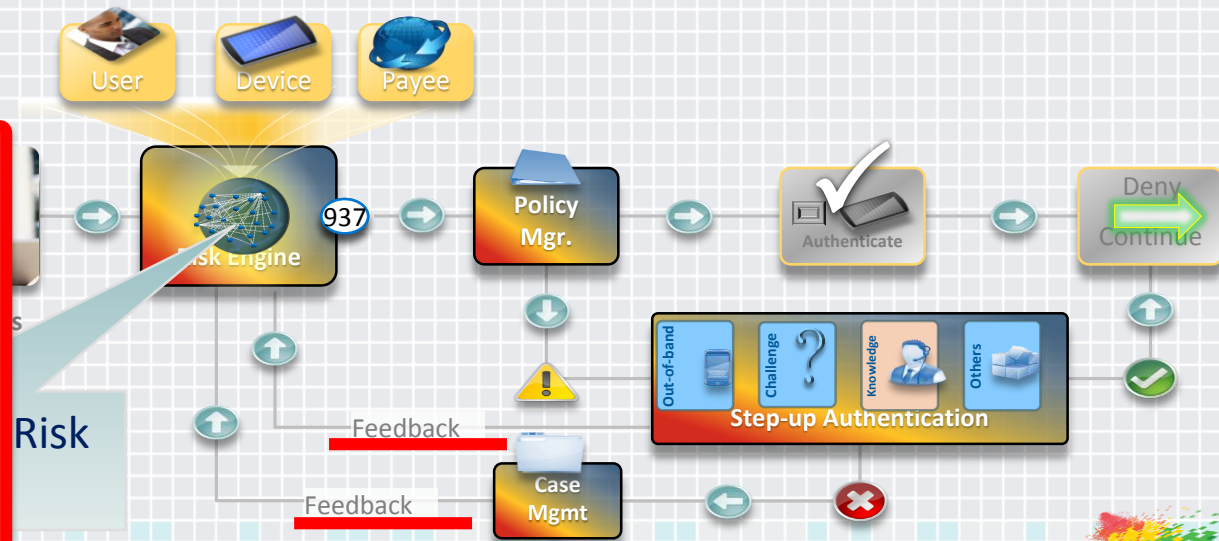 User
Device
Payee
937
Policy
Mgr.
Authenticate
Deny
Continue
Engine
s
Out-of-band
Challenge
Knowledge
Others
Step-up Authentication
Risk
Feedback
Feedback
Case
Mgmt